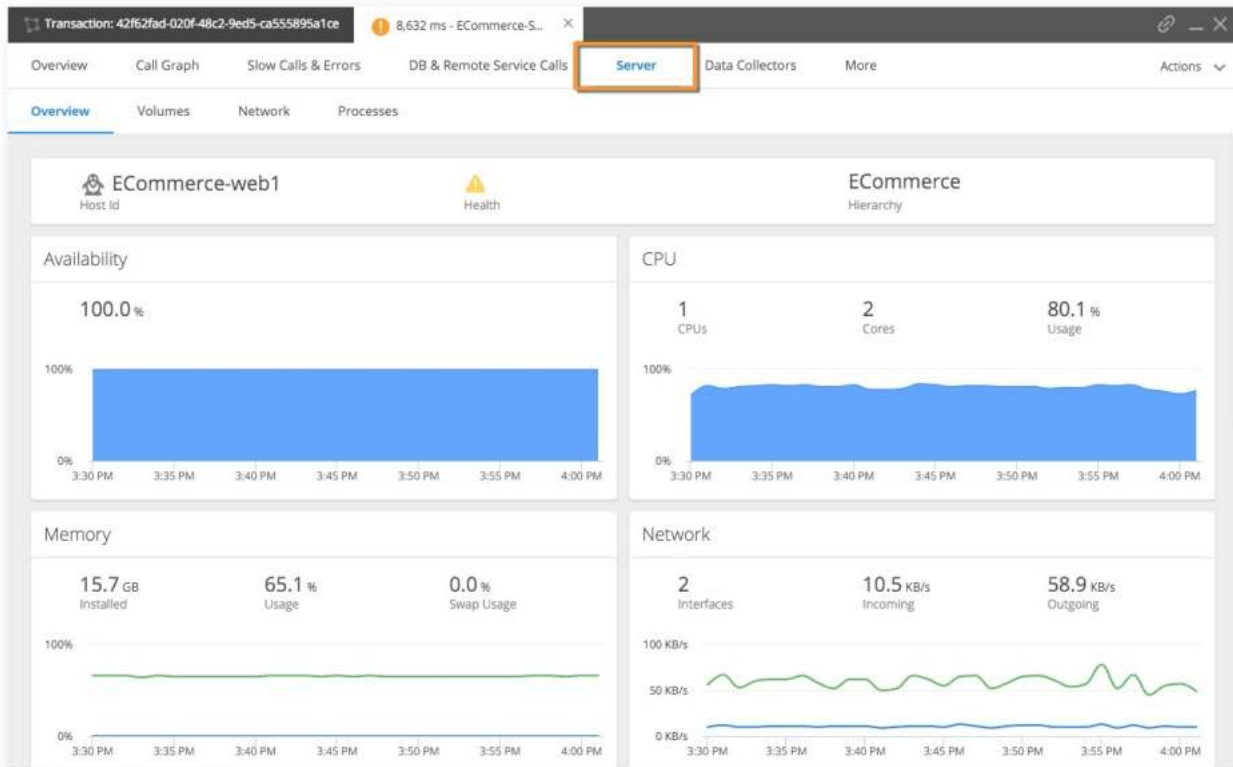 Transaction: 42f62fad-020f-48c2-9ed5-ca555895a1ce 8,632 ms - ECommerce-S...
Overview Call Graph Slow Calls & Errors DB & Remote Service Calls Server Data Collectors More Actions
Overview Volumes Network Processes
ECommerce-web1 ECommerce
Host Id Health Hierarchy
Availability
100.0 %
100%
0%
3:30 PM 3:35 PM 3:40 PM 3:45 PM 3:50 PM 3:55 PM 4:00 PM
CPU
1 2 80.1 %
CPUs Cores Usage
100%
0%
3:30 PM 3:35 PM 3:40 PM 3:45 PM 3:50 PM 3:55 PM 4:00 PM
Memory
15.7 GB 65.1 % 0.0 %
Installed Usage Swap Usage
100%
0%
3:30 PM 3:35 PM 3:40 PM 3:45 PM 3:50 PM 3:55 PM 4:00 PM
Network
2 10.5 KB/s 58.9 KB/s
Interfaces Incoming Outgoing
100 KB/s
50 KB/s
0 KB/s
3:30 PM 3:35 PM 3:40 PM 3:45 PM 3:50 PM 3:55 PM 4:00 PM